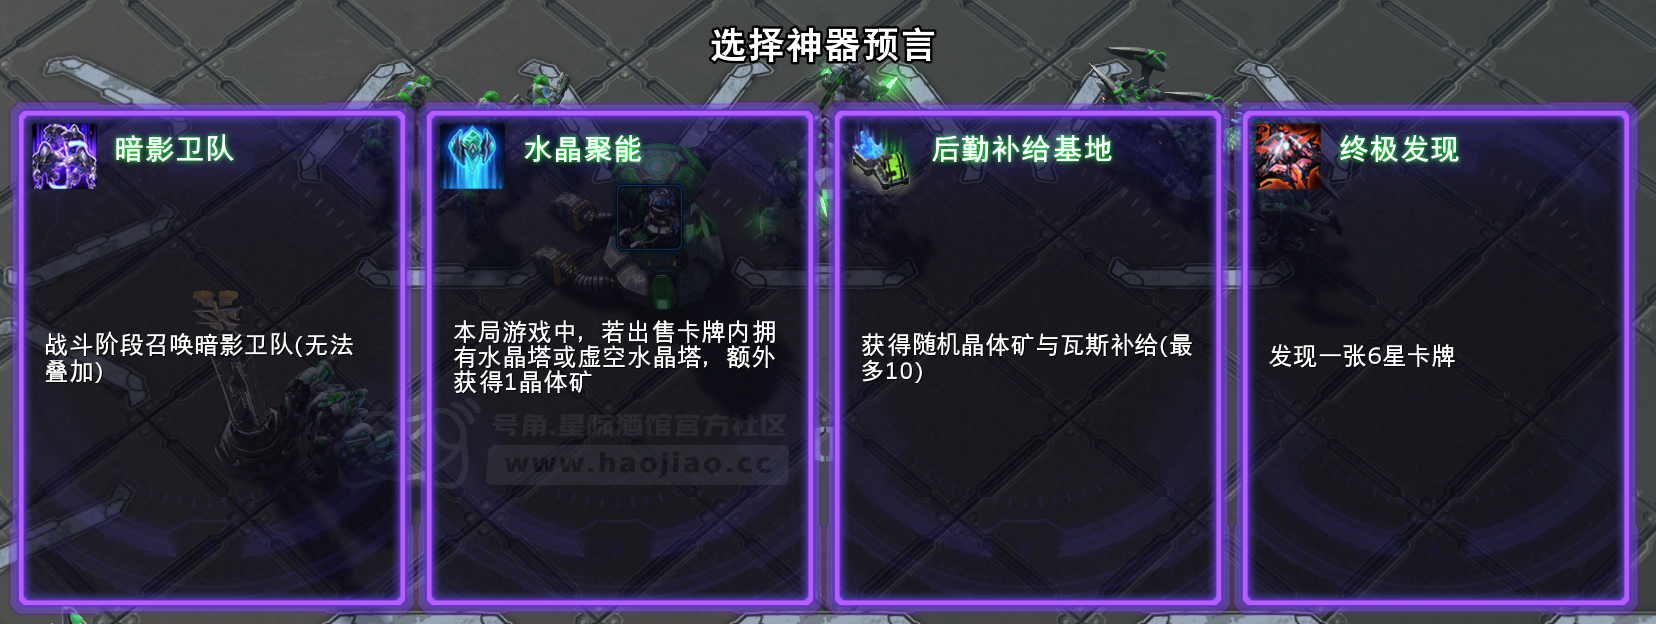 选择神器预言
暗影卫队
战斗阶段召唤暗影卫队(无法
叠加)
水晶聚能
本局游戏中，若出售卡牌内拥
有水晶塔或虚空水晶塔，额外
获得1晶体矿
后勤补给基地
获得随机晶体矿与瓦斯补给(最
多10)
终极发现
发现一张6星卡牌
号角.星际酒馆官方社区
www.haojiao.cc